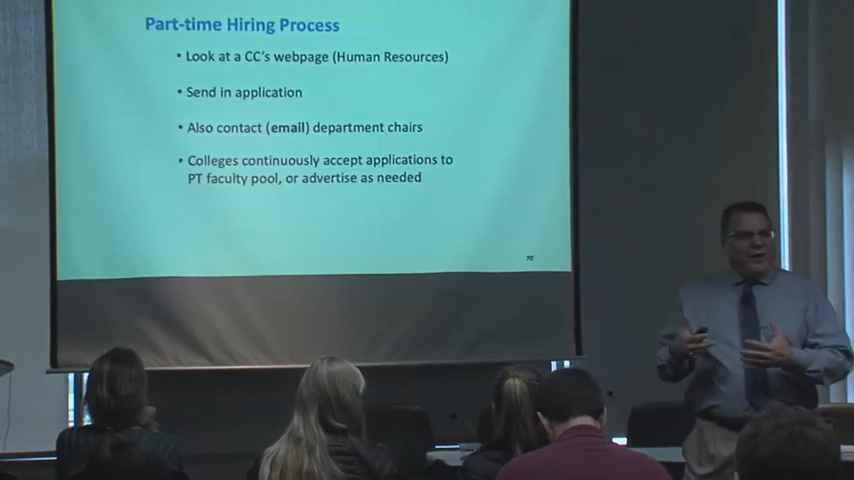 Part-time Hiring Process
• Look at a CC's webpage (Human Resources)
• Send in application
• Also contact (email) department chairs
• Colleges continuously accept applications to
PT faculty pool, or advertise as needed
70